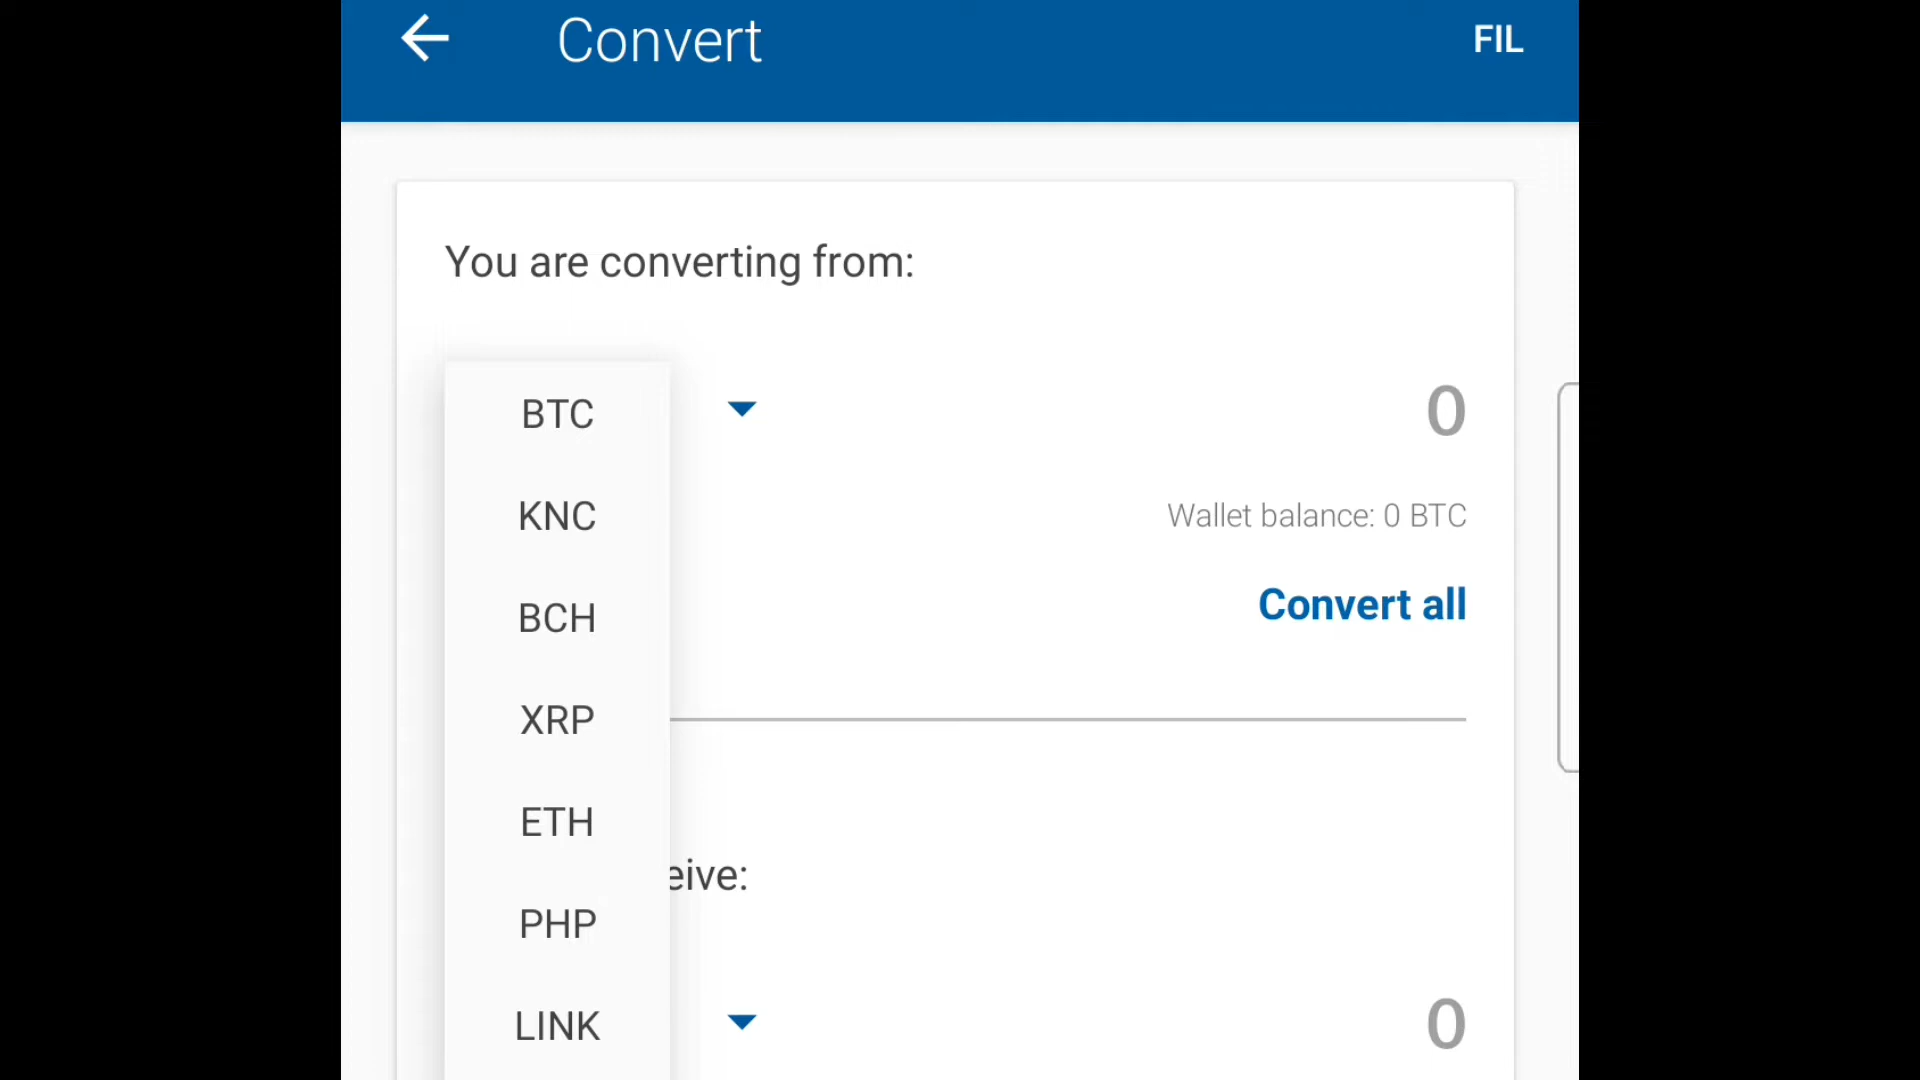 Convert
FIL
You are converting from:
BTC
0
KNC
Wallet balance: 0 BTC
BCH
Convert all
XRP
ETH
eive:
PHP
LINK
0